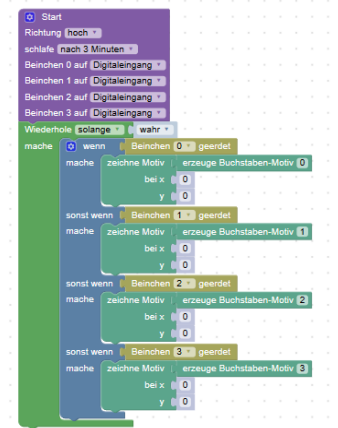 Start
Richtung hoch
schlafe nach 3 Minuten
Beinchen 0 auf Digitaleingang
Beinchen 1 auf Digitaleingang
Beinchen 2 auf Digitaleingang
Beinchen 3 auf Digitaleingang
Wiederhole solange wahr
mache wenn Beinchen 0 geerdet
mache zeichne Motiv erzeuge Buchstaben-Motiv 0
bei x 0
y 0
sonst wenn Beinchen 1 geerdet
mache zeichne Motiv erzeuge Buchstaben-Motiv 1
bei x 0
y 0
sonst wenn Beinchen 2 geerdet
mache zeichne Motiv erzeuge Buchstaben-Motiv 2
bei x 0
y 0
sonst wenn Beinchen 3 geerdet
mache zeichne Motiv erzeuge Buchstaben-Motiv 3
bei x 0
y 0